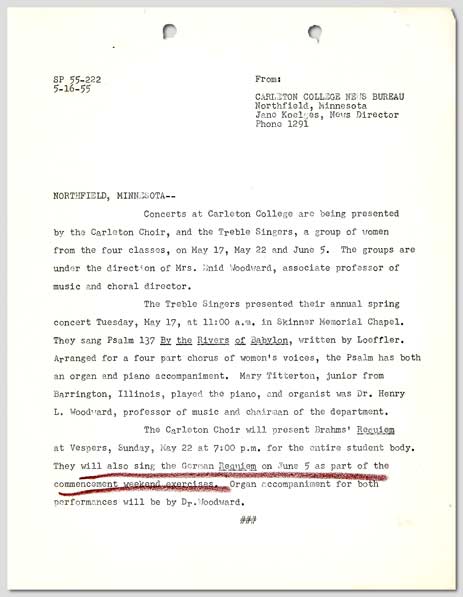 SP 55-222
5-16-55
From:
CARLETON COLLEGE NEWS BUREAU
Northfield, Minnesota
Jane Koelges, News Director
Phone 1291
NORTHFIELD, MINNESOTA--
Concerts at Carleton College are being presented
by the Carleton Choir, and the Treble Singers, a group of women
from the four classes, on May 17, May 22 and June 5. The groups are
under the direction of Mrs. Enid Woodward, associate professor of
music and choral director.
The Treble Singers presented their annual spring
concert Tuesday, May 17, at 11:00 a.m. in Skinner Memorial Chapel.
They sang Psalm 137 By the Rivers of Babylon, written by Loeffler.
Arranged for a four part chorus of women's voices, the Psalm has both
an organ and piano accompaniment. Mary Titterton, junior from
Barrington, Illinois, played the piano, and organist was Dr. Henry
L. Woodward, professor of music and chairman of the department.
The Carleton Choir will present Brahms' Requiem
at Vespers, Sunday, May 22 at 7:00 p.m. for the entire student body.
They will also sing the German Requiem on June 5 as part of the
commencement weekend exercises. Organ accompaniment for both
performances will be by Dr. Woodward.
###